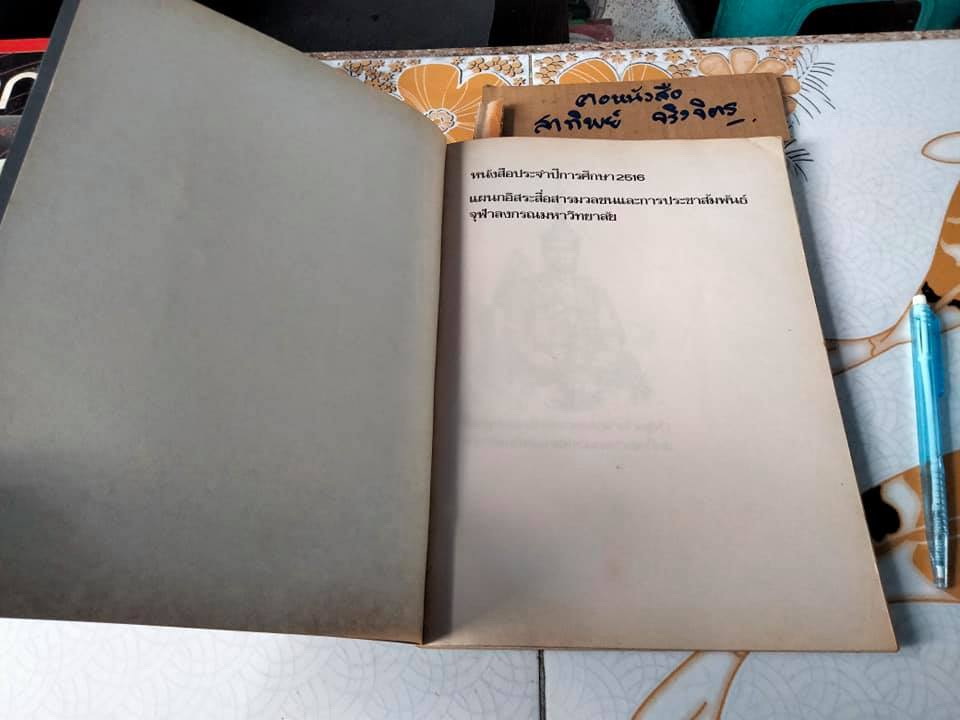 คอหนังสือ
สาทิพย์ จริงจิตร
หนังสือประจำปีการศึกษา 2516
แผนกอิสระสื่อสารมวลชนและการประชาสัมพันธ์
จุฬาลงกรณมหาวิทยาลัย